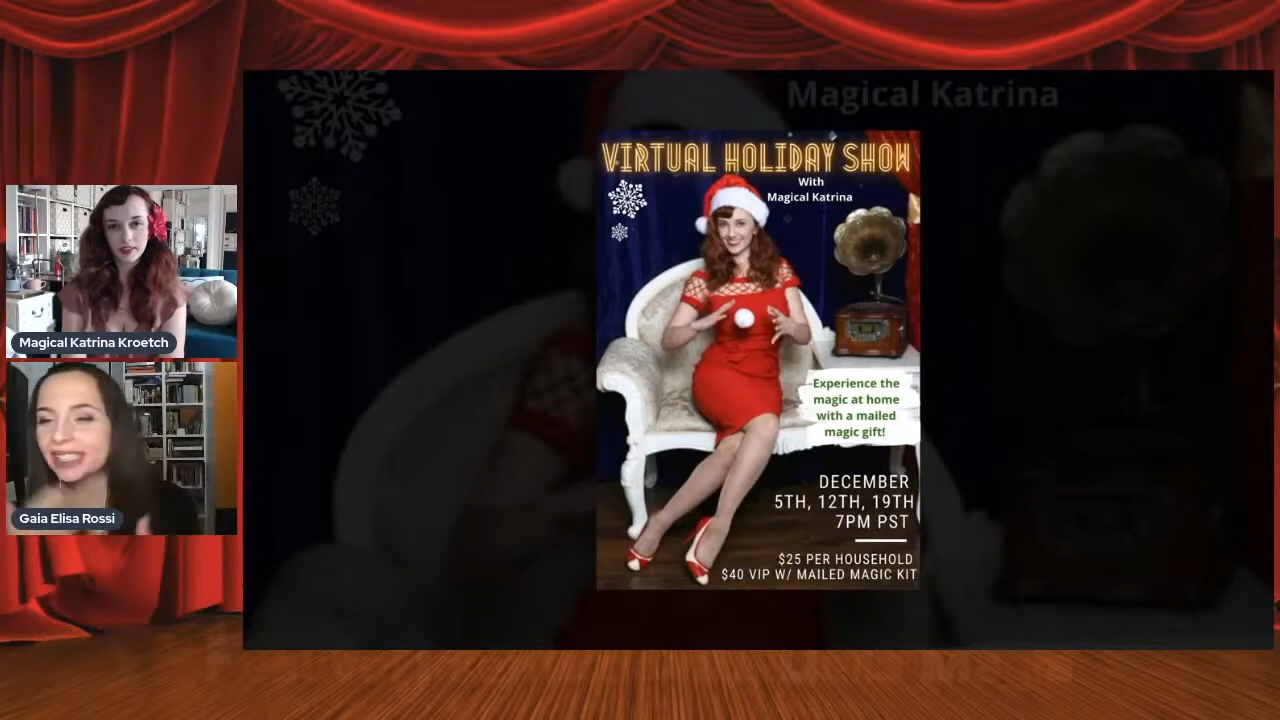 Magical Katrina
VIRTUAL HOLIDAY SHOW
With
Magical Katrina
Experience the
magic at home
with a mailed
magic gift!
DECEMBER
5TH, 12TH, 19TH
7PM PST
$25 PER HOUSEHOLD
$40 VIP W/ MAILED MAGIC KIT
Magical Katrina Kroetch
Gaia Elisa Rossi